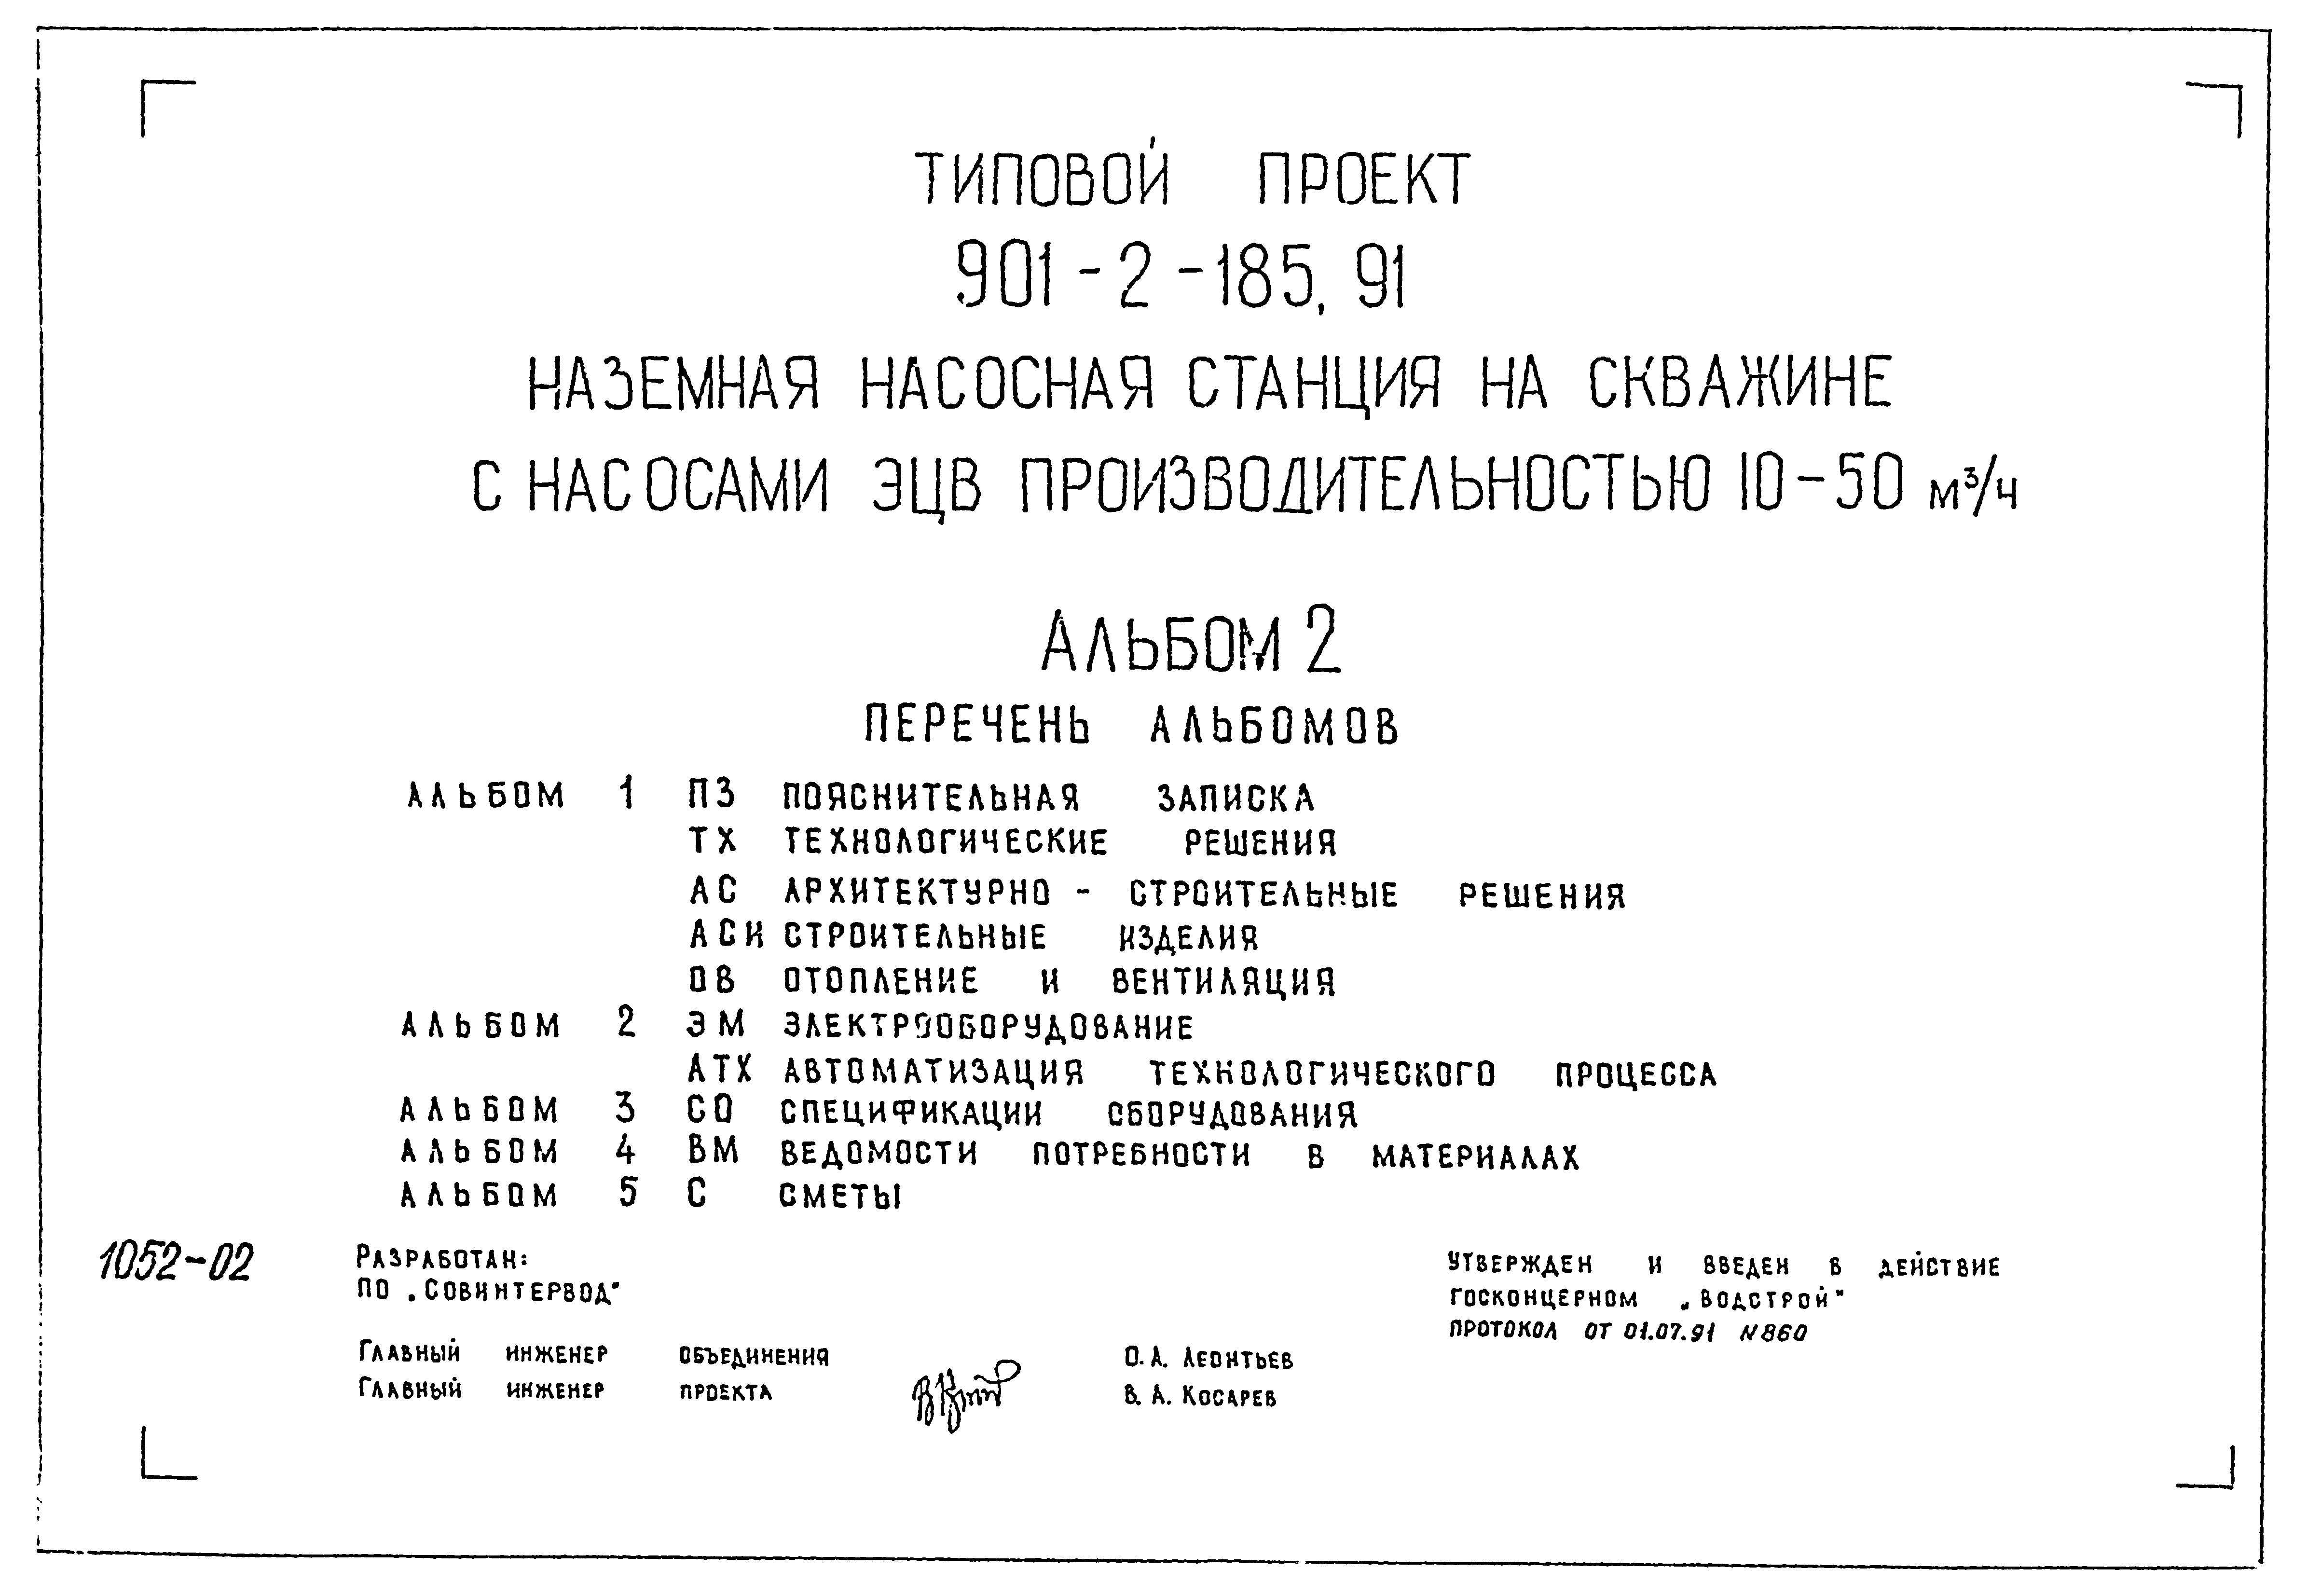 ТИПОВОЙ ПРОЕКТ
901-2-185.91
НАЗЕМНАЯ НАСОСНАЯ СТАНЦИЯ НА СКВАЖИНЕ
С НАСОСАМИ ЭЦВ ПРОИЗВОДИТЕЛЬНОСТЬЮ 10-50 м³/ч
АЛЬБОМ 2
ПЕРЕЧЕНЬ АЛЬБОМОВ
АЛЬБОМ 1 ПЗ ПОЯСНИТЕЛЬНАЯ ЗАПИСКА
ТХ ТЕХНОЛОГИЧЕСКИЕ РЕШЕНИЯ
АС АРХИТЕКТУРНО - СТРОИТЕЛЬНЫЕ РЕШЕНИЯ
АСИ СТРОИТЕЛЬНЫЕ ИЗДЕЛИЯ
ОВ ОТОПЛЕНИЕ И ВЕНТИЛЯЦИЯ
АЛЬБОМ 2 ЭМ ЭЛЕКТРООБОРУДОВАНИЕ
АТХ АВТОМАТИЗАЦИЯ ТЕХНОЛОГИЧЕСКОГО ПРОЦЕССА
АЛЬБОМ 3 СО СПЕЦИФИКАЦИИ ОБОРУДОВАНИЯ
АЛЬБОМ 4 ВМ ВЕДОМОСТИ ПОТРЕБНОСТИ В МАТЕРИАЛАХ
АЛЬБОМ 5 С СМЕТЫ
1052-02
РАЗРАБОТАН:
ПО „СОВИНТЕРВОД"
ГЛАВНЫЙ ИНЖЕНЕР ОБЪЕДИНЕНИЯ О.А. ЛЕОНТЬЕВ
ГЛАВНЫЙ ИНЖЕНЕР ПРОЕКТА В.А. КОСАРЕВ
УТВЕРЖДЕН И ВВЕДЕН В ДЕЙСТВИЕ
ГОСКОНЦЕРНОМ „ВОДСТРОЙ"
ПРОТОКОЛ ОТ 01.07.91 N860